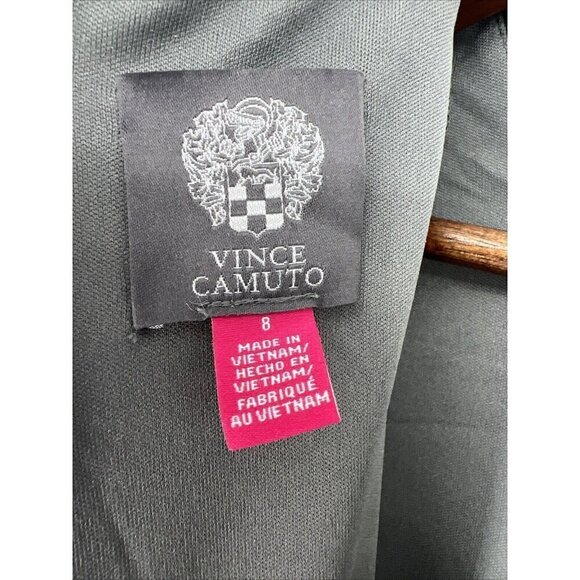 VINCE
CAMUTO
8
MADE IN
VIETNAM/
HECHO EN
VIETNAM/
FABRIQUÉ
AU VIETNAM